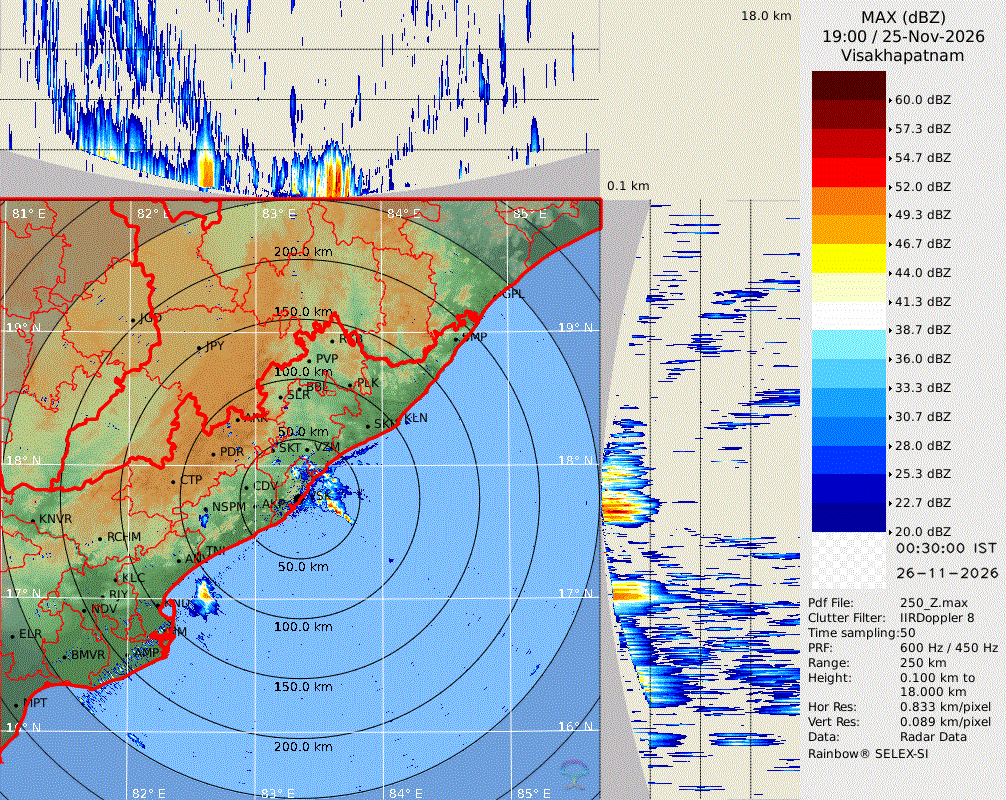 18.0 km
0.1 km
MAX (dBZ)
19:00 / 25-Nov-2026
Visakhapatnam
60.0 dBZ
57.3 dBZ
54.7 dBZ
52.0 dBZ
49.3 dBZ
46.7 dBZ
44.0 dBZ
41.3 dBZ
38.7 dBZ
36.0 dBZ
33.3 dBZ
30.7 dBZ
28.0 dBZ
25.3 dBZ
22.7 dBZ
20.0 dBZ
00:30:00 IST
26-11-2026
Pdf File: 250_Z.max
Clutter Filter: IIRDoppler 8
Time sampling:50
PRF: 600 Hz / 450 Hz
Range: 250 km
Height: 0.100 km to
18.000 km
Hor Res: 0.833 km/pixel
Vert Res: 0.089 km/pixel
Data: Radar Data
Rainbow® SELEX-SI
81° E 82° E 83° E 84° E 85° E
200.0 km
GPL
150.0 km
JGD
19° N 19° N
JPY
SMP
PVP
100.0 km
PLK
BBL
SLR
KLN
50.0 km
SKT VZM
PDR
18° N 18° N
CTP
CDV
NSPM
KNVR
RCHM
TNI
50.0 km
KLC
RJY
17° N 17° N
NDV
100.0 km
ELR
BMVR
AMP
150.0 km
MPT
16° N 16° N
200.0 km
82° E 83° E 84° E 85° E